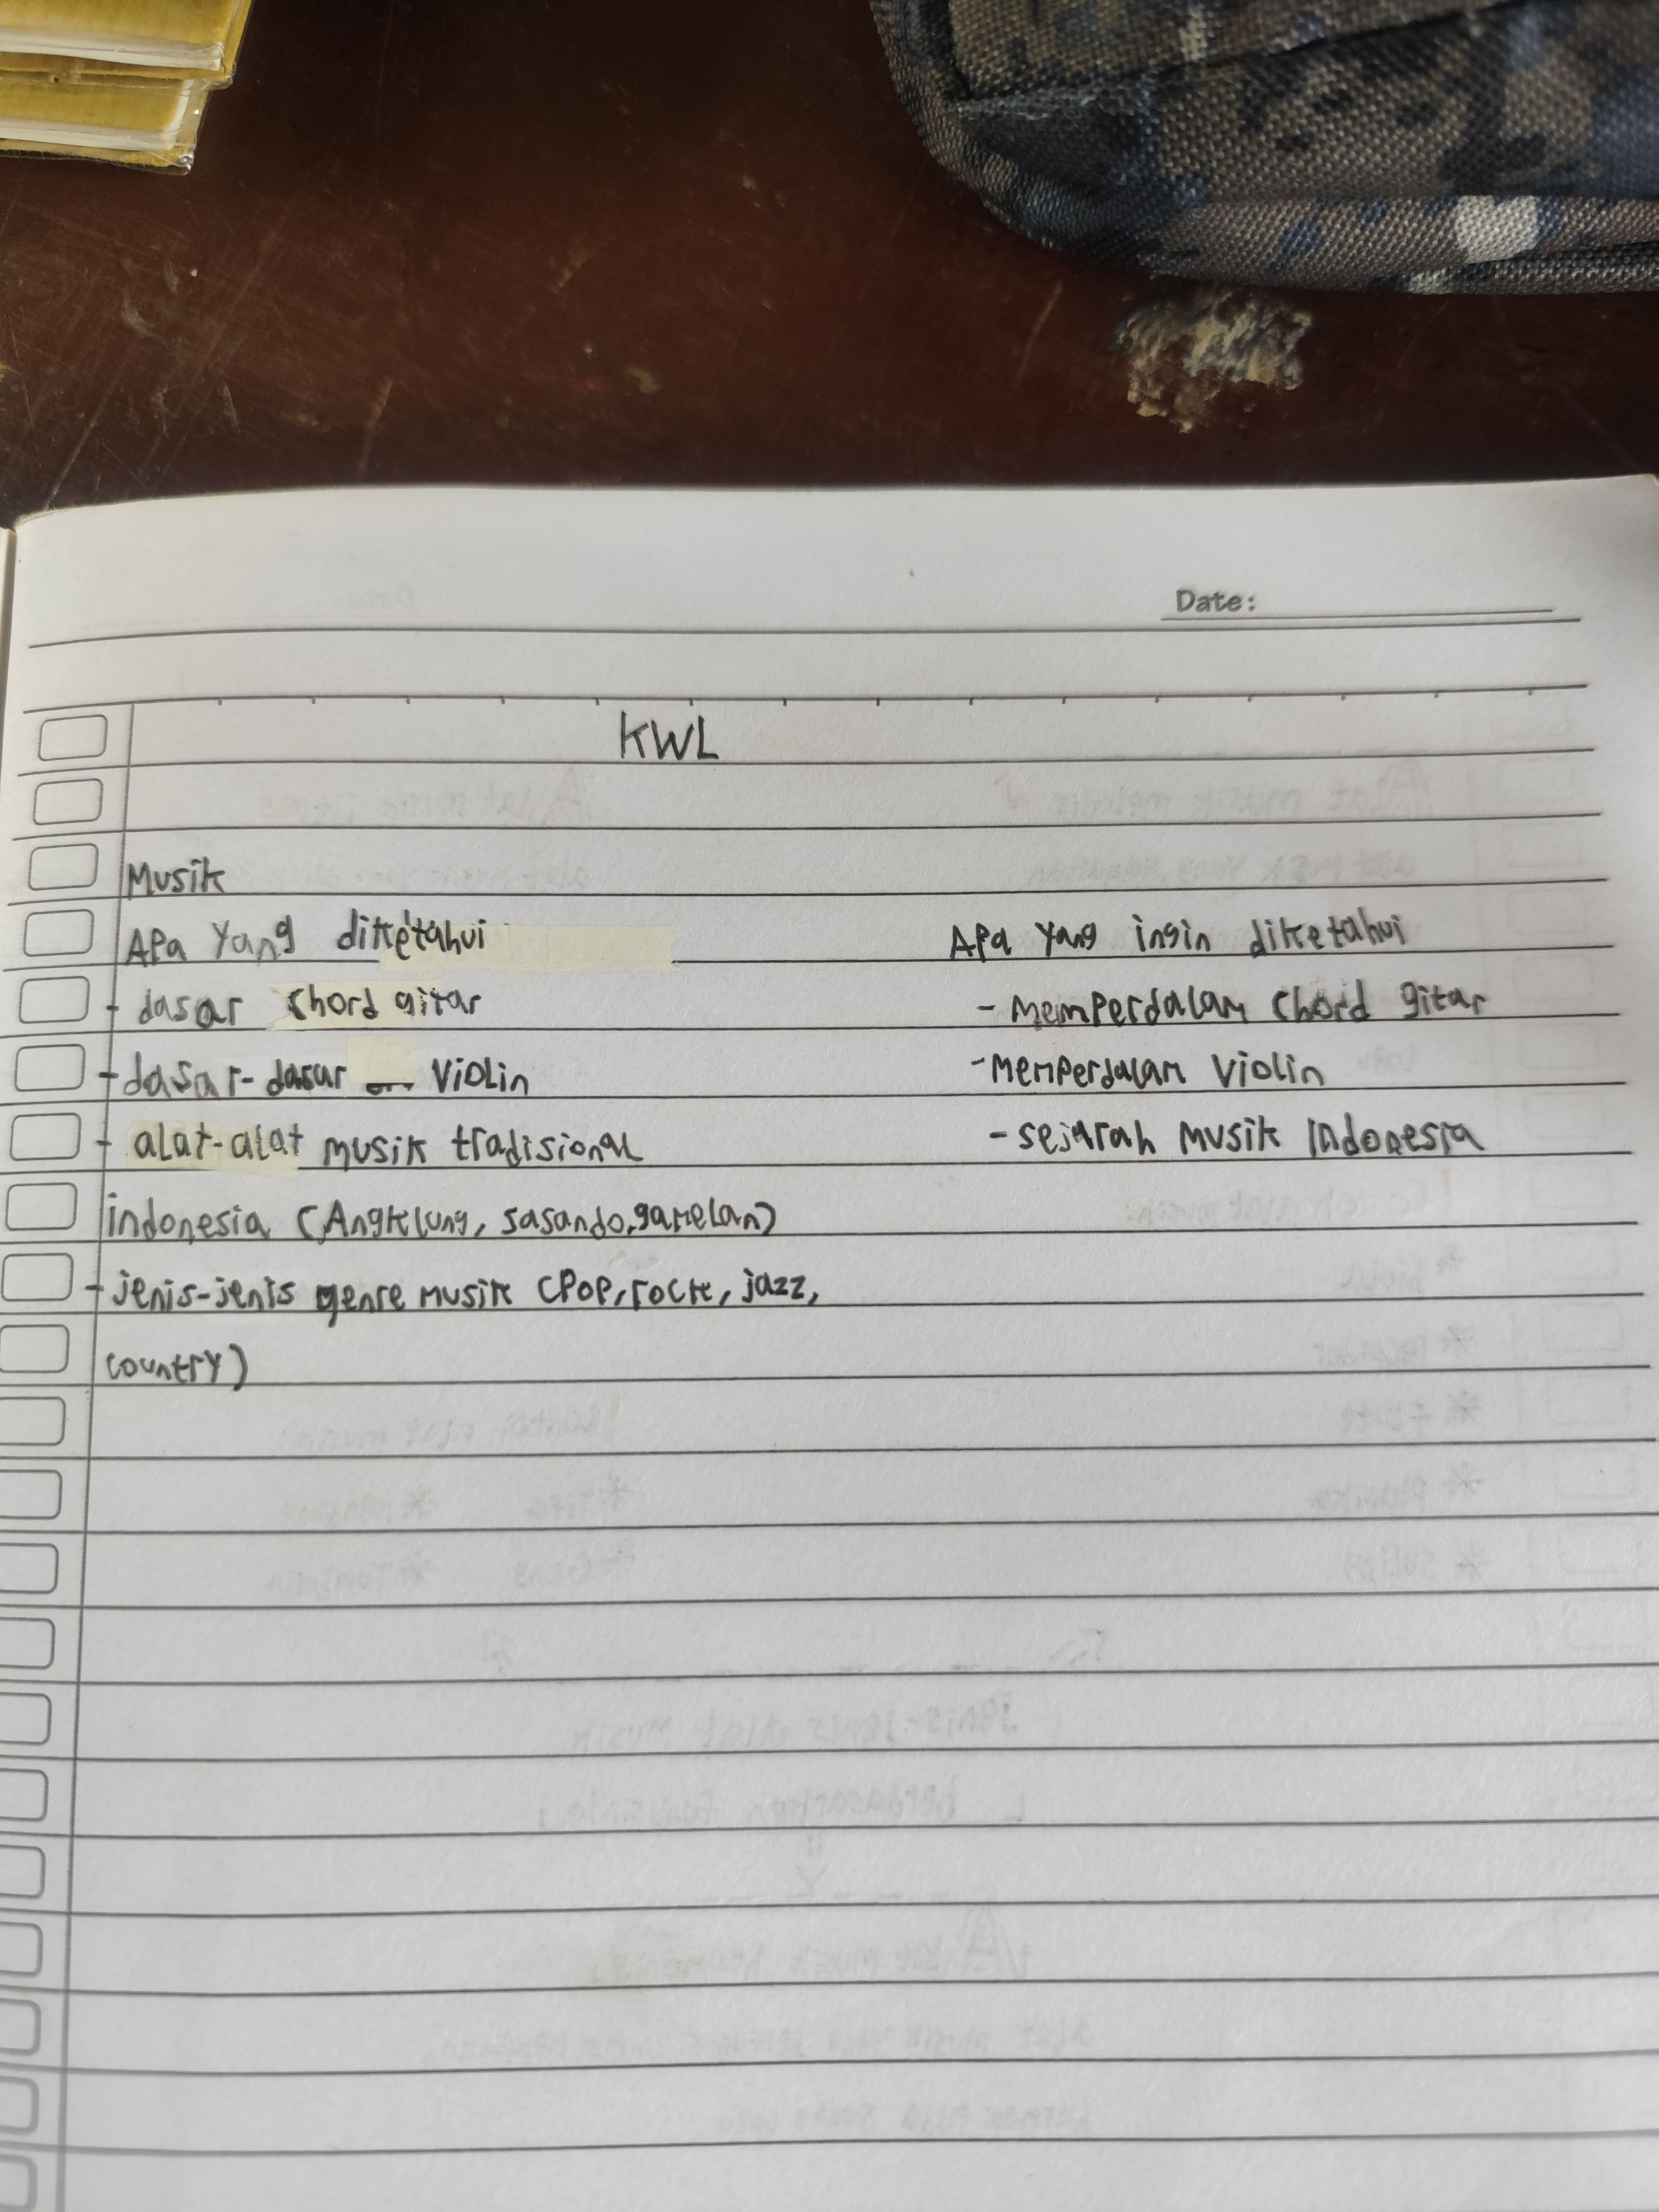 Date:
KWL
Musik
Apa yang diketahui
Apa yang ingin diketahui
- dasar chord gitar
- memperdalam chord gitar
- dasar-dasar violin
- memperdalam violin
- alat-alat musik tradisional
- sejarah musik Indonesia
indonesia (Angklung, sasando, gamelan)
- jenis-jenis genre musik (Pop, rock, jazz,
country)